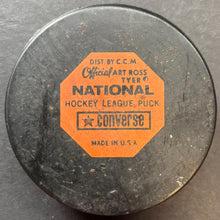 DIST BY C.C.M.
Official ART ROSS
TYER
NATIONAL
HOCKEY LEAGUE PUCK
★ converse
MADE IN U.S.A